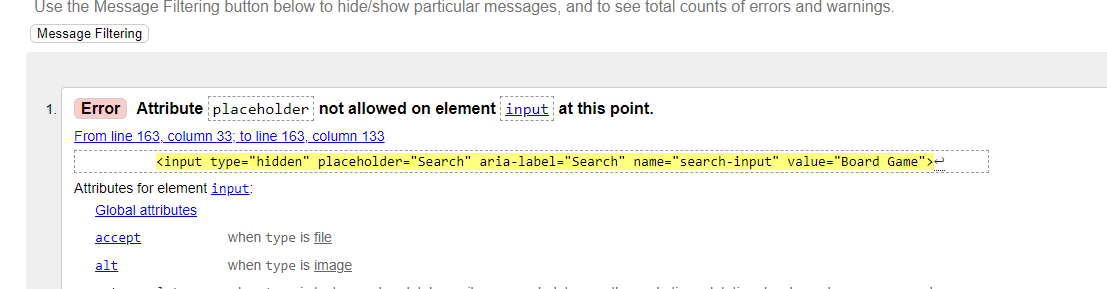 Use the Message Filtering button below to hide/show particular messages, and to see total counts of errors and warnings.
Message Filtering
1. Error Attribute placeholder not allowed on element input at this point.
From line 163, column 33; to line 163, column 133
<input type="hidden" placeholder="Search" aria-label="Search" name="search-input" value="Board Game">↩
Attributes for element input:
Global attributes
accept when type is file
alt when type is image